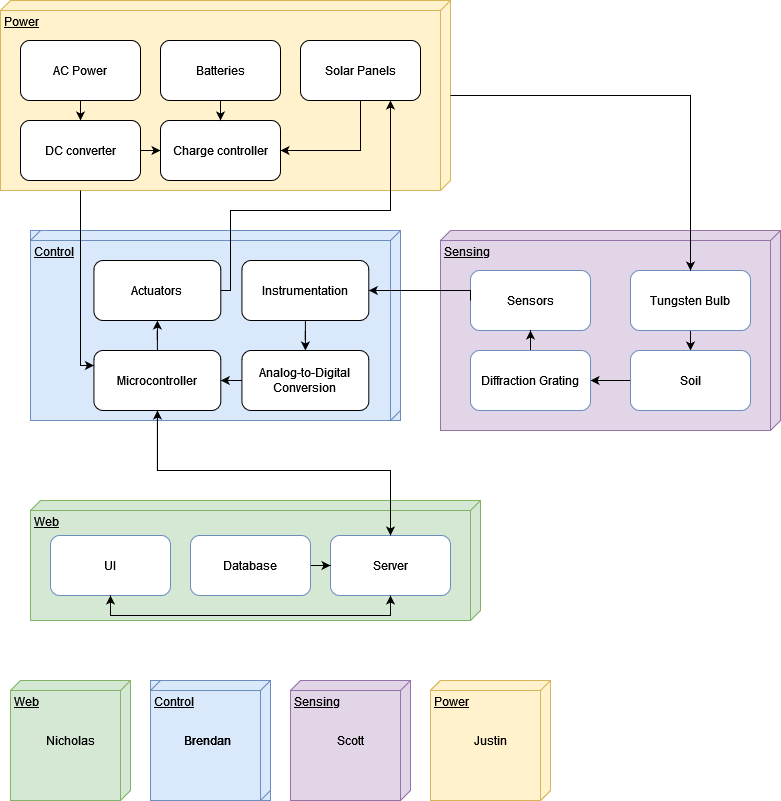 Power
AC Power
Batteries
Solar Panels
DC converter
Charge controller
Control
Actuators
Instrumentation
Microcontroller
Analog-to-Digital
Conversion
Sensing
Sensors
Tungsten Bulb
Diffraction Grating
Soil
Web
UI
Database
Server
Web
Nicholas
Control
Brendan
Sensing
Scott
Power
Justin